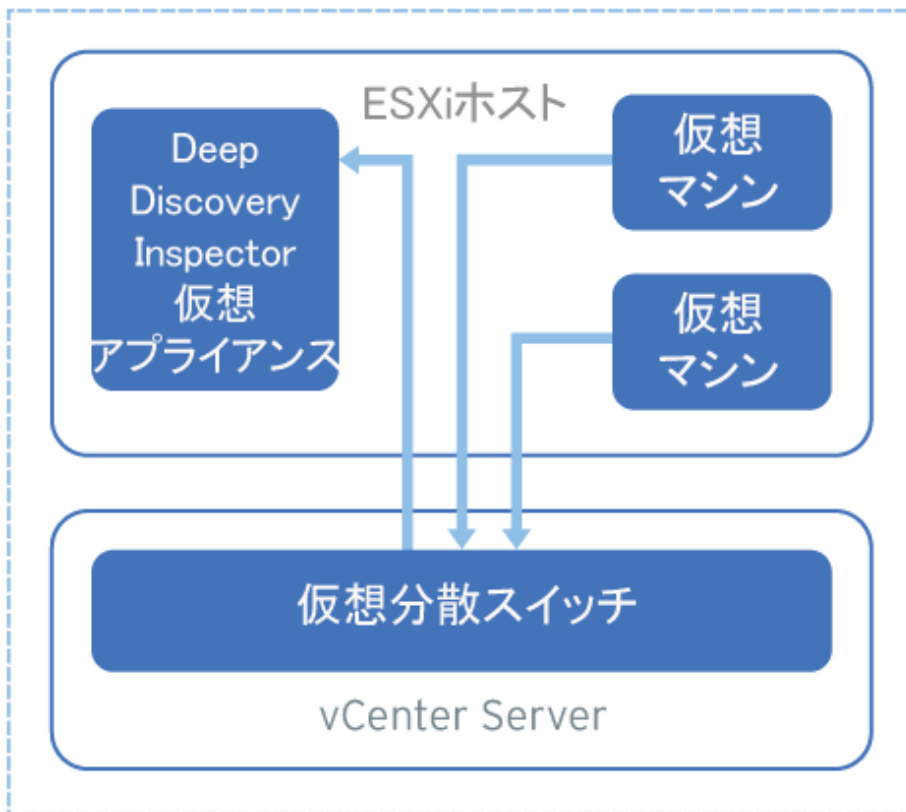 ESXiホスト
Deep
Discovery
Inspector
仮想
アプライアンス
仮想
マシン
仮想
マシン
仮想分散スイッチ
vCenter Server